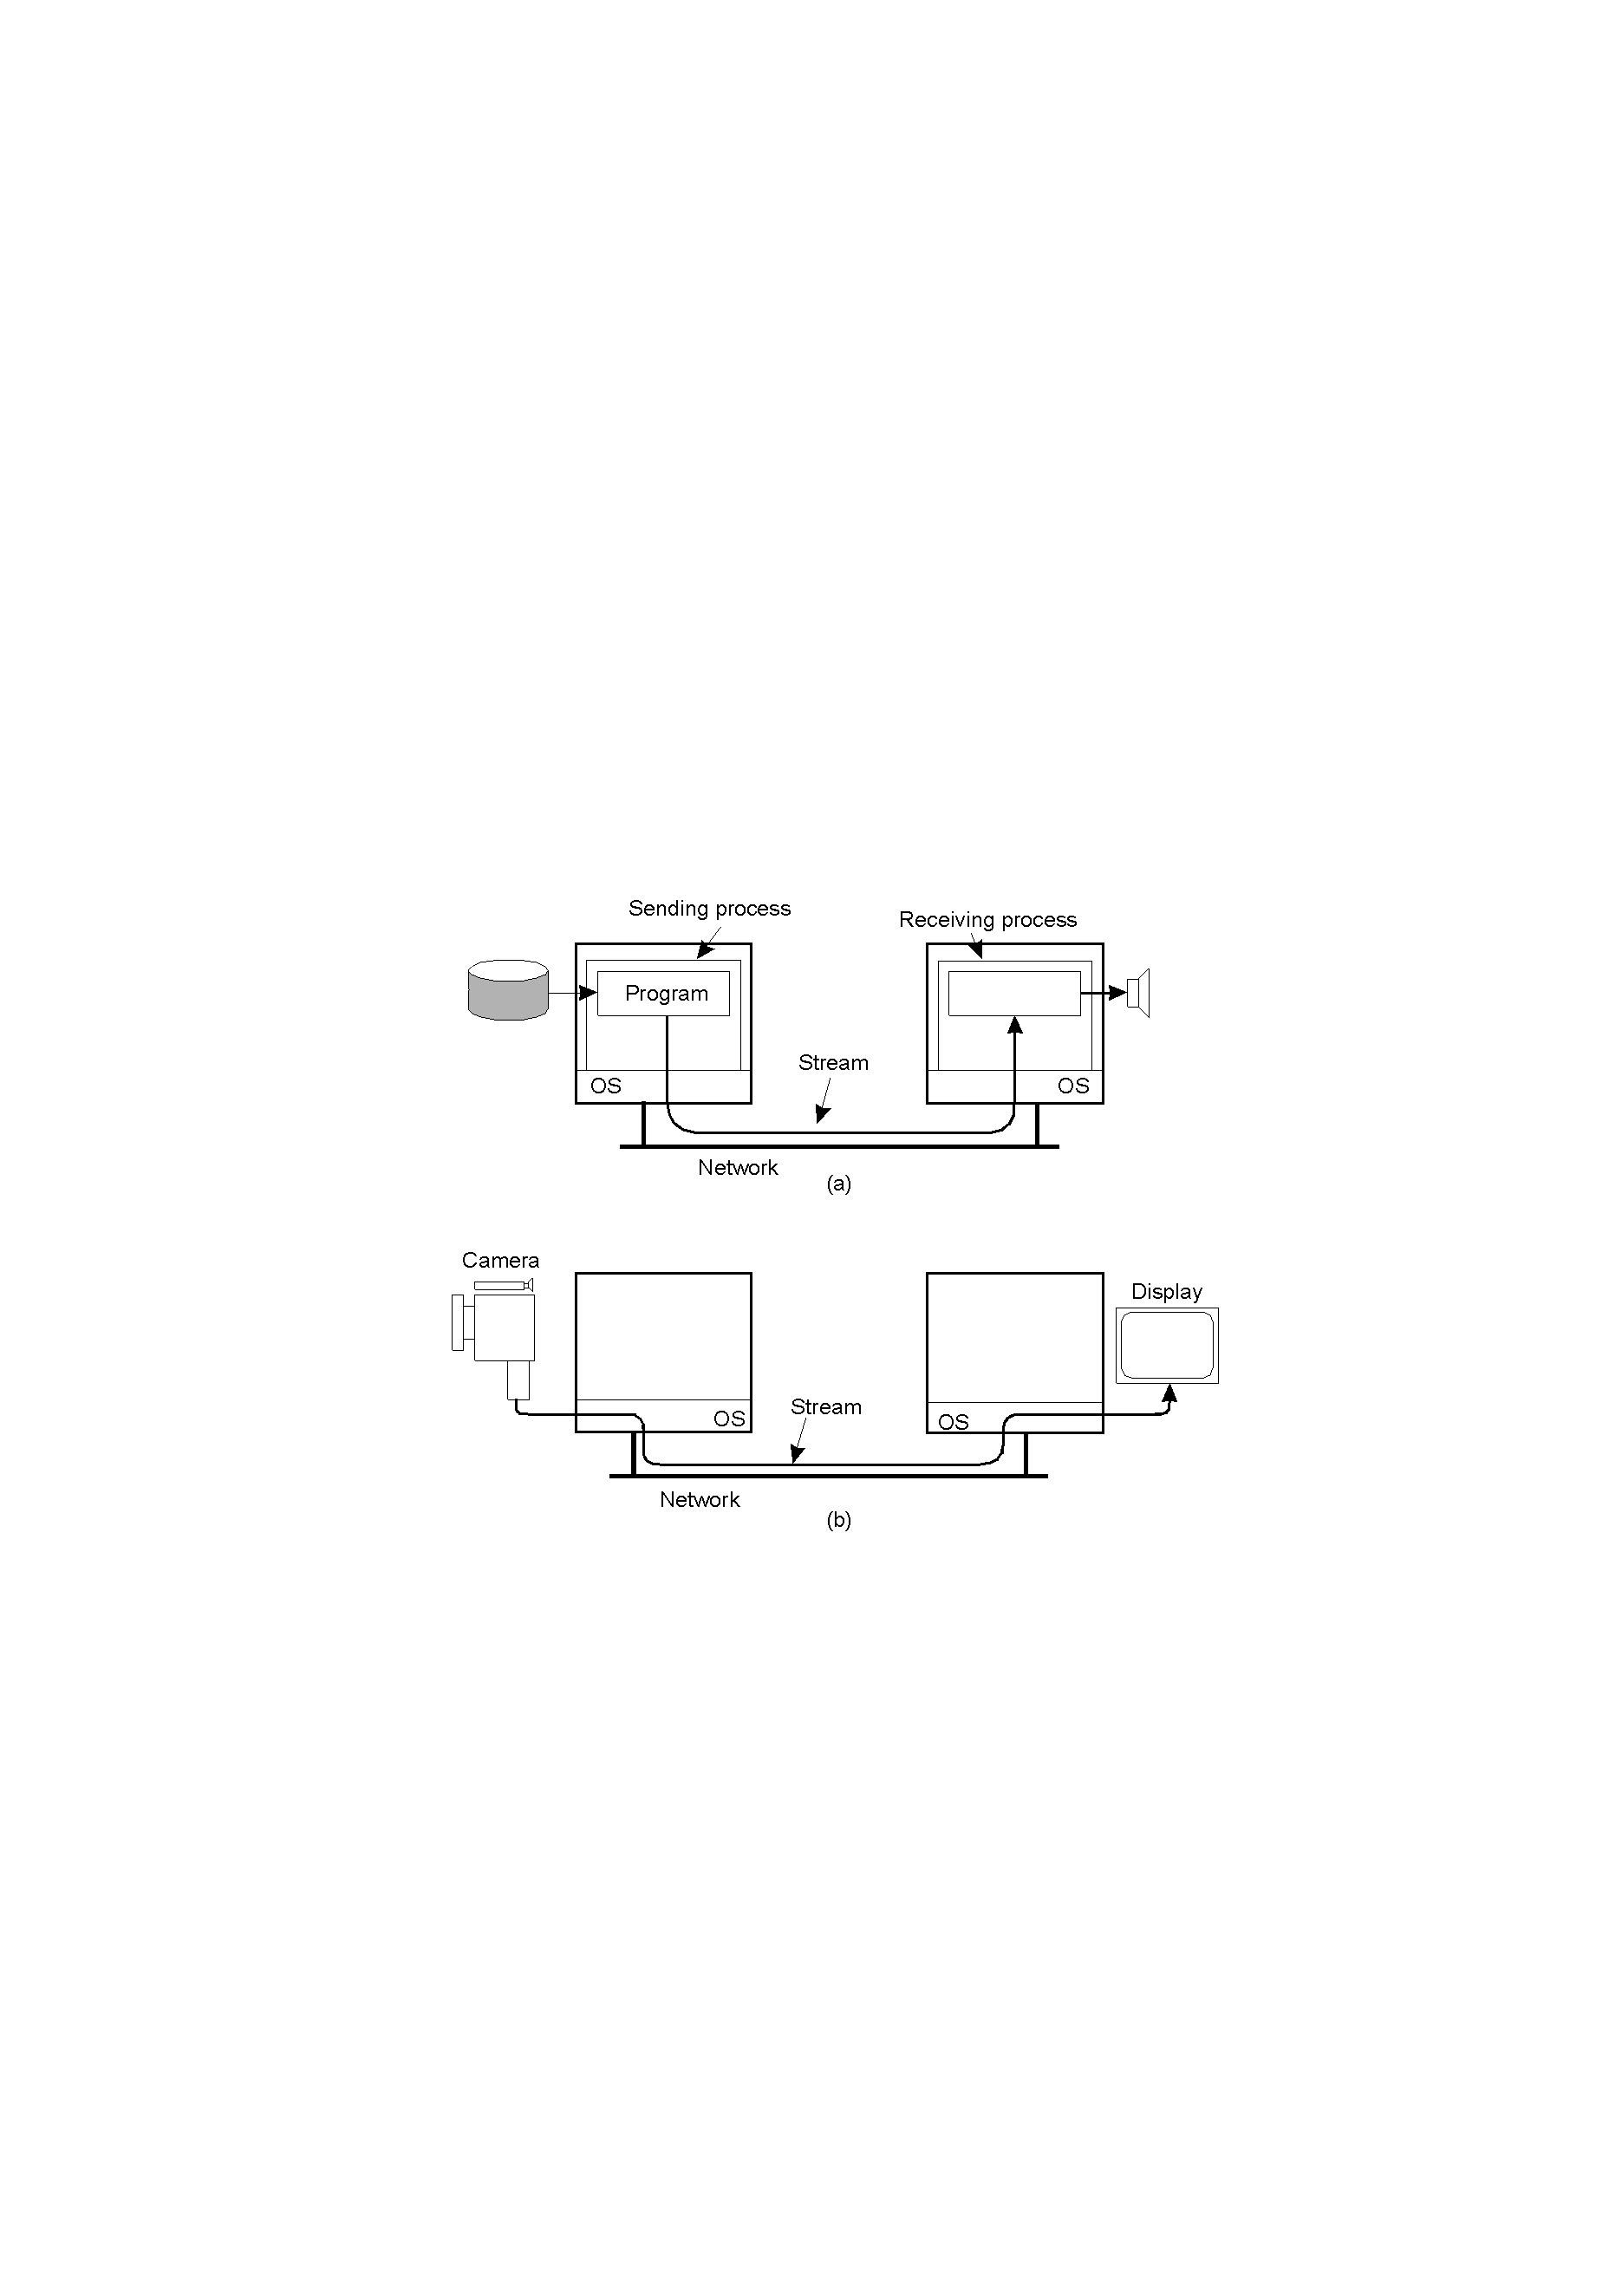 Sending process
Receiving process
Program
Stream
OS
OS
Network
(a)
Camera
Display
Stream
OS
OS
Network
(b)